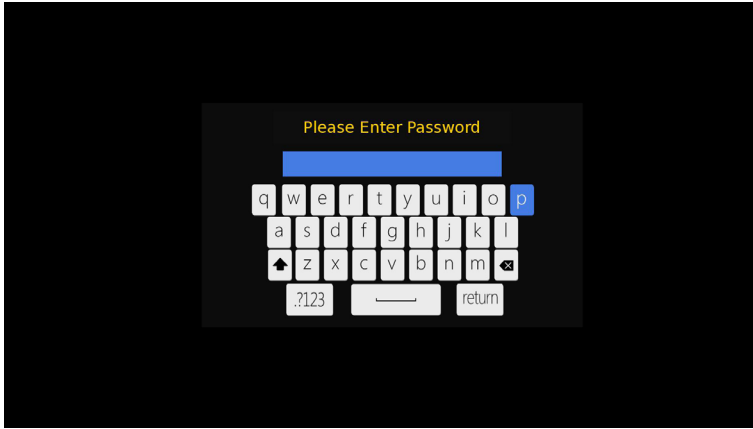 Please Enter Password
q w e r t y u i o p
a s d f g h j k l
z x c v b n m
.?123 return